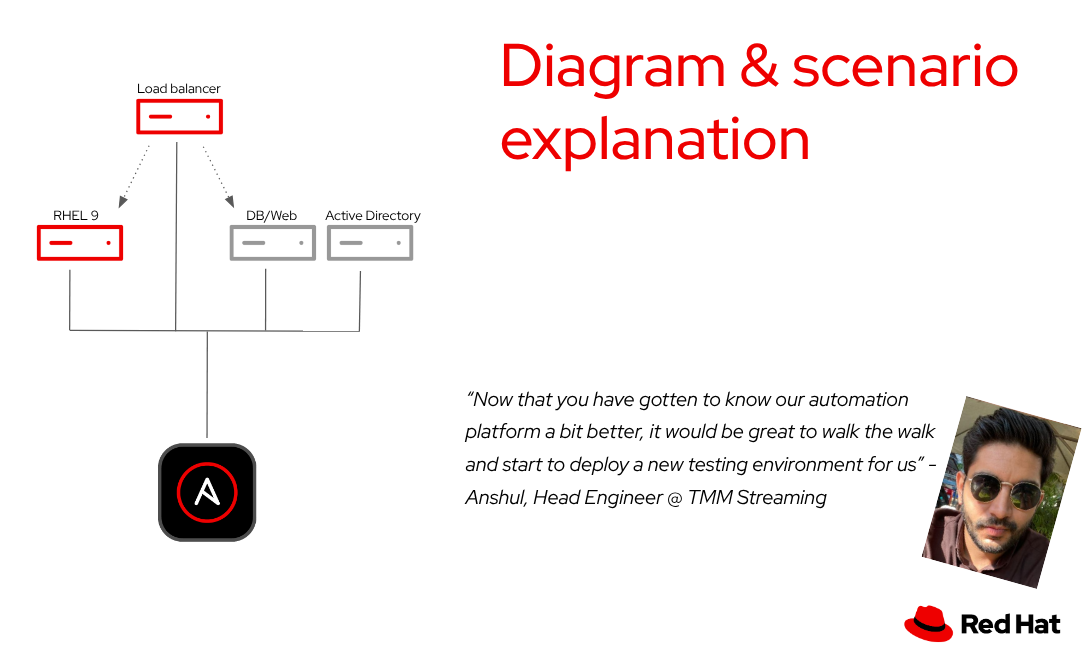 Diagram & scenario
explanation
Load balancer
RHEL 9
DB/Web
Active Directory
“Now that you have gotten to know our automation
platform a bit better, it would be great to walk the walk
and start to deploy a new testing environment for us” -
Anshul, Head Engineer @ TMM Streaming
Red Hat